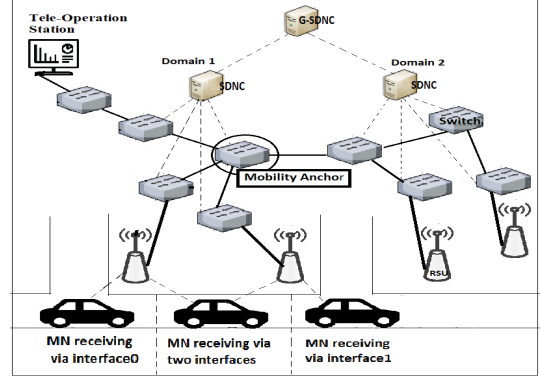 Tele-Operation
Station
G-SDNC
Domain 1
Domain 2
SDNC
SDNC
Switch
Mobility Anchor
RSU
MN receiving
via interface0
MN receiving via
two interfaces
MN receiving
via interface1